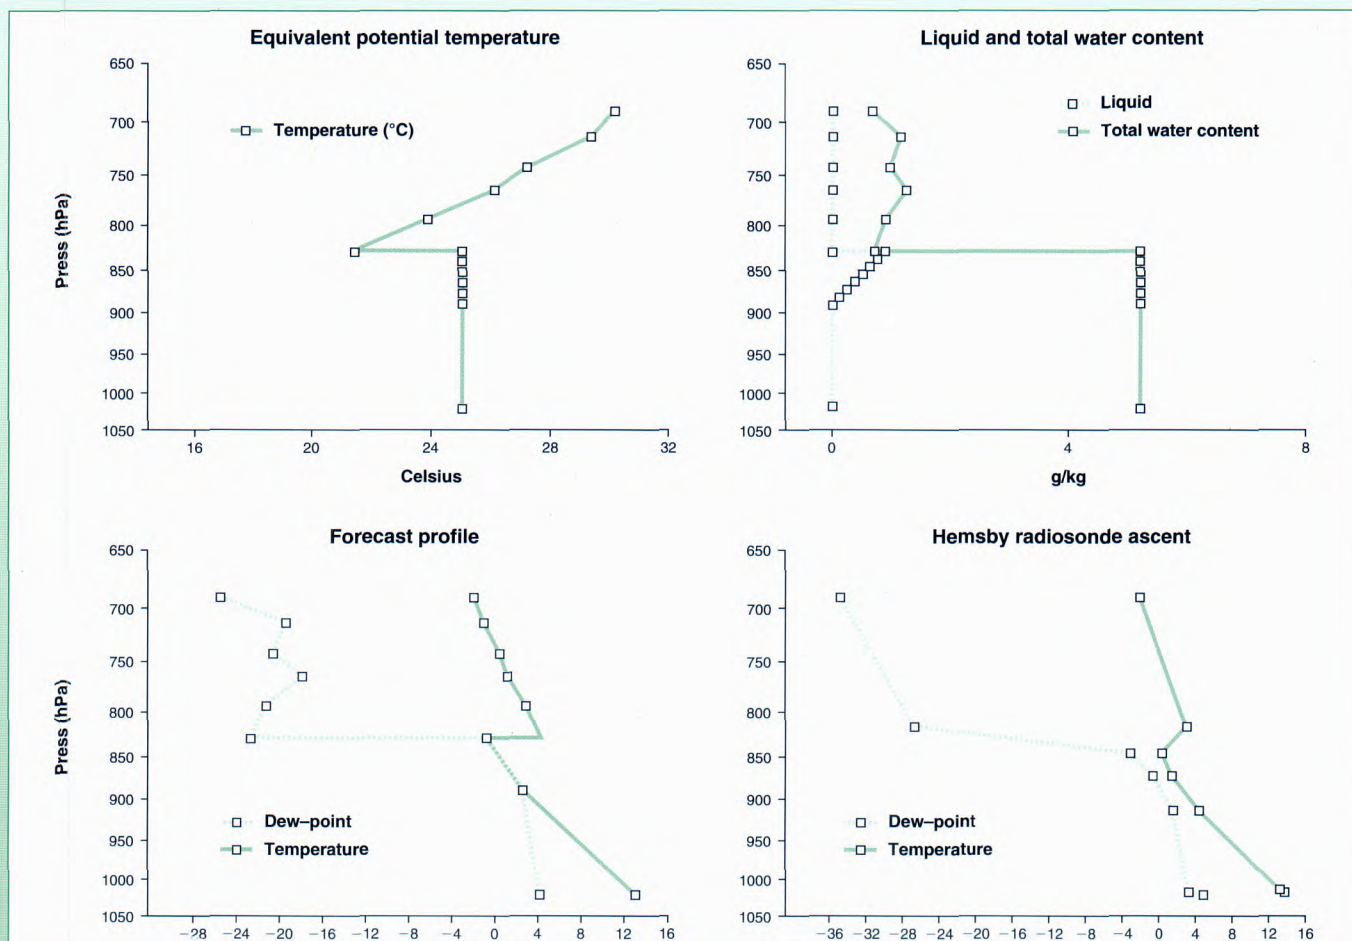 Equivalent potential temperature
650
700
750
800
850
900
950
1000
1050
Press (hPa)
Temperature (°C)
16 20 24 28 32
Celsius
Liquid and total water content
650
700
750
800
850
900
950
1000
1050
Liquid
Total water content
0 4 8
g/kg
Forecast profile
650
700
750
800
850
900
950
1000
1050
Press (hPa)
Dew–point
Temperature
−28 −24 −20 −16 −12 −8 −4 0 4 8 12 16
Hemsby radiosonde ascent
650
700
750
800
850
900
950
1000
1050
Dew–point
Temperature
−36 −32 −28 −24 −20 −16 −12 −8 −4 0 4 8 12 16